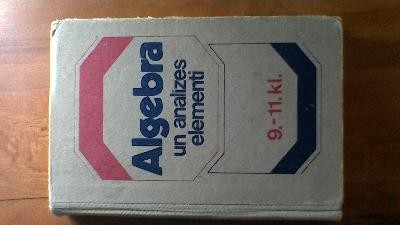 Algebra
un analizes
elementi
9.-11. kl.